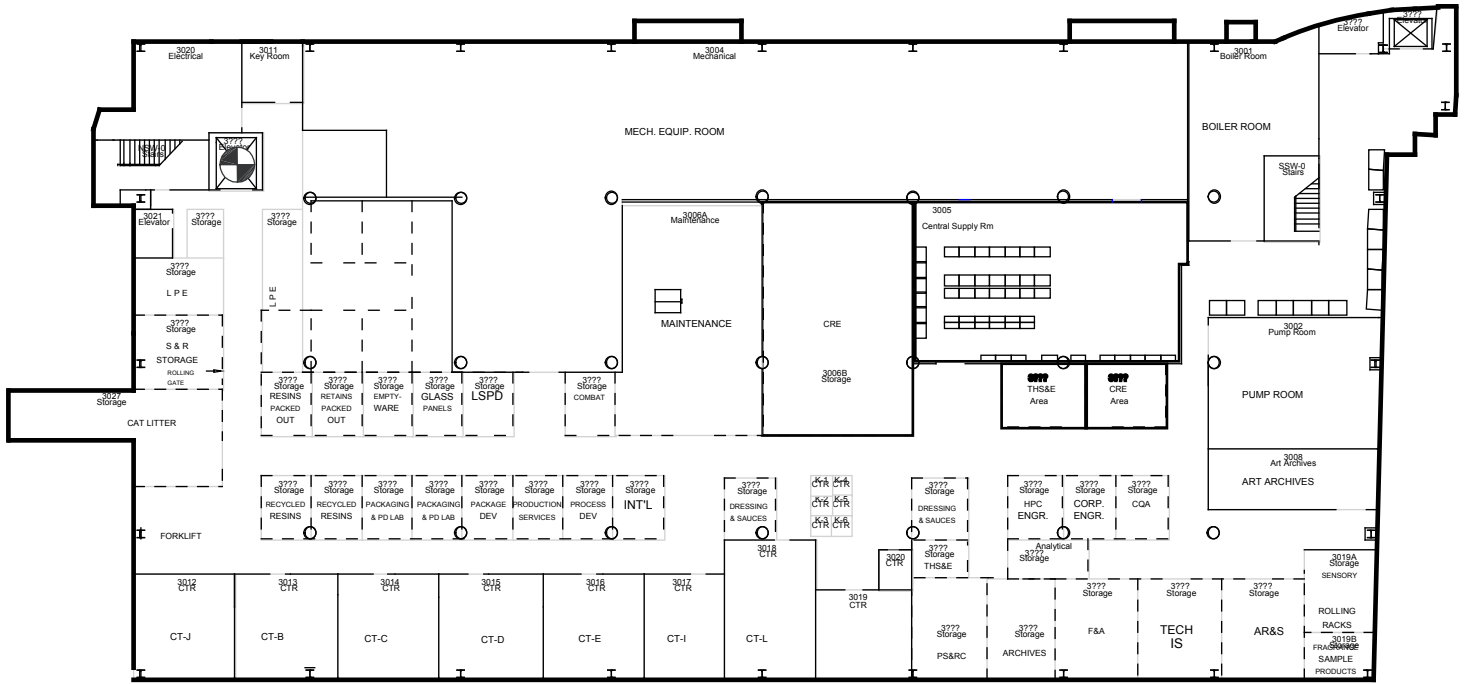 3020
Electrical
3011
Key Room
3004
Mechanical
3001
Boiler Room
3???
Elevator
3???
Elevator
MECH. EQUIP. ROOM
BOILER ROOM
NSW-0
Stairs
3???
Elevator
SSW-0
Stairs
3021
Elevator
3???
Storage
3???
Storage
3006A
Maintenance
3005
Central Supply Rm
3???
Storage
L P E
L P E
3???
Storage
S & R
STORAGE
ROLLING
GATE
MAINTENANCE
CRE
3002
Pump Room
3006B
Storage
PUMP ROOM
3027
Storage
CAT LITTER
3???
Storage
RESINS
PACKED
OUT
3???
Storage
RETAINS
PACKED
OUT
3???
Storage
EMPTY-
WARE
3???
Storage
GLASS
PANELS
3???
Storage
LSPD
3???
Storage
COMBAT
THS&E
Area
CRE
Area
3008
Art Archives
ART ARCHIVES
3???
Storage
RECYCLED
RESINS
3???
Storage
RECYCLED
RESINS
3???
Storage
PACKAGING
& PD LAB
3???
Storage
PACKAGING
& PD LAB
3???
Storage
PACKAGE
DEV
3???
Storage
PRODUCTION
SERVICES
3???
Storage
PROCESS
DEV
3???
Storage
INT'L
3???
Storage
DRESSING
& SAUCES
K-1
CTR
K-4
CTR
K-2
CTR
K-5
CTR
K-3
CTR
K-6
CTR
3???
Storage
DRESSING
& SAUCES
3???
Storage
HPC
ENGR.
3???
Storage
CORP.
ENGR.
3???
Storage
CQA
FORKLIFT
3018
CTR
3020
CTR
3???
Storage
THS&E
Analytical
3???
Storage
3019A
Storage
SENSORY
ROLLING
RACKS
3012
CTR
CT-J
3013
CTR
CT-B
3014
CTR
CT-C
3015
CTR
CT-D
3016
CTR
CT-E
3017
CTR
CT-I
CT-L
3019
CTR
3???
Storage
PS&RC
3???
Storage
ARCHIVES
3???
Storage
F&A
3???
Storage
TECH
IS
3???
Storage
AR&S
3019B
Storage
FRAGRANCE
SAMPLE
PRODUCTS